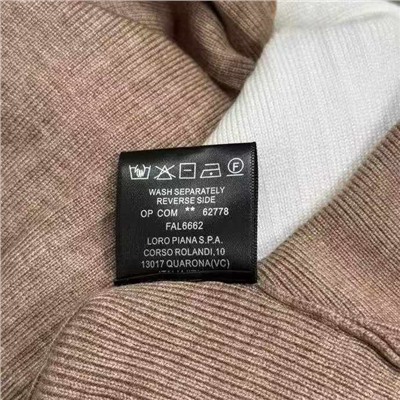 F
WASH SEPARATELY
REVERSE SIDE
OP COM ** 62778
FAL6662
LORO PIANA S.P.A.
CORSO ROLANDI,10
13017 QUARONA(VC)